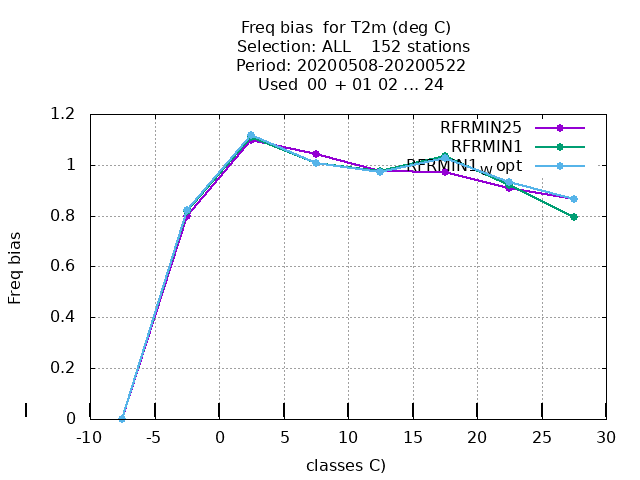 Freq bias for T2m (deg C)
Selection: ALL 152 stations
Period: 20200508-20200522
Used 00 + 01 02 ... 24
RFRMIN25
RFRMIN1
RFRMIN1w opt
1.2
1
0.8
0.6
0.4
0.2
0
Freq bias
-10 -5 0 5 10 15 20 25 30
classes C)